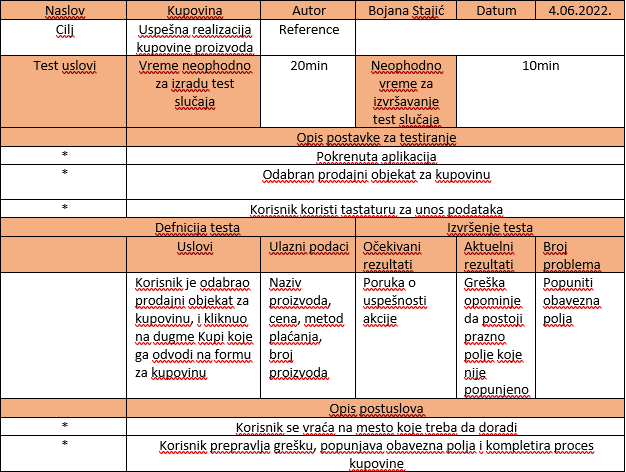 Naslov Kupovina Autor Bojana Stajić Datum 4.06.2022.
Cilj Uspešna realizacija Reference
kupovine proizvoda
Test uslovi Vreme neophodno 20min Neophodno 10min
za izradu test vreme za
slučaja izvršavanje
test slučaja
Opis postavke za testiranje
* Pokrenuta aplikacija
* Odabran prodajni objekat za kupovinu
* Korisnik koristi tastaturu za unos podataka
Defnicija testa Izvršenje testa
Uslovi Ulazni podaci Očekivani Aktuelni Broj
rezultati rezultati problema
Korisnik je odabrao Naziv Poruka o Greška Popuniti
prodajni objekat za proizvoda, uspešnosti opominje obavezna
kupovinu, i kliknuo cena, metod akcije da postoji polja
na dugme Kupi koje plaćanja, prazno
ga odvodi na formu broj polje koje
za kupovinu proizvoda nije
popunjeno
Opis postuslova
* Korisnik se vraća na mesto koje treba da doradi
* Korisnik prepravlja grešku, popunjava obavezna polja i kompletira proces
kupovine